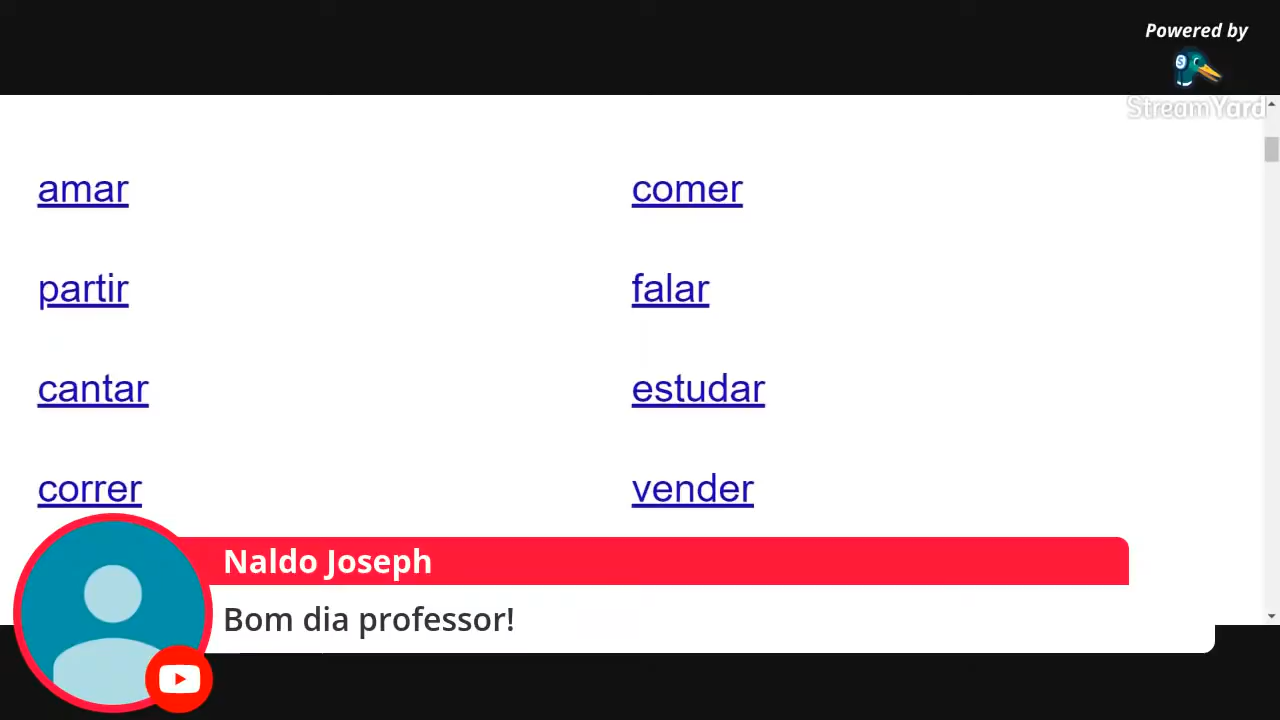 Powered by
StreamYard
amar
comer
partir
falar
cantar
estudar
correr
vender
Naldo Joseph
Bom dia professor!